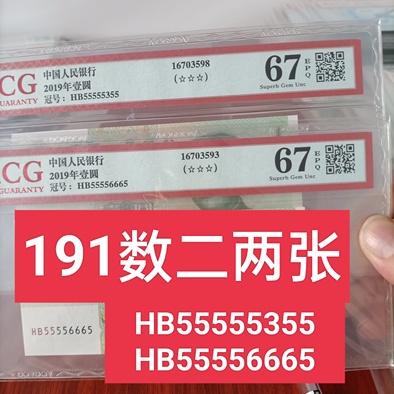 CG
GUARANTY
中国人民银行
2019年壹圆
冠号：HB55555355
16703598
(☆☆☆)
67
EPQ
Superb Gem Unc
CG
GUARANTY
中国人民银行
2019年壹圆
冠号：HB55556665
16703593
(☆☆☆)
67
EPQ
Superb Gem Unc
191数二两张
HB55556665
HB55555355
HB55556665